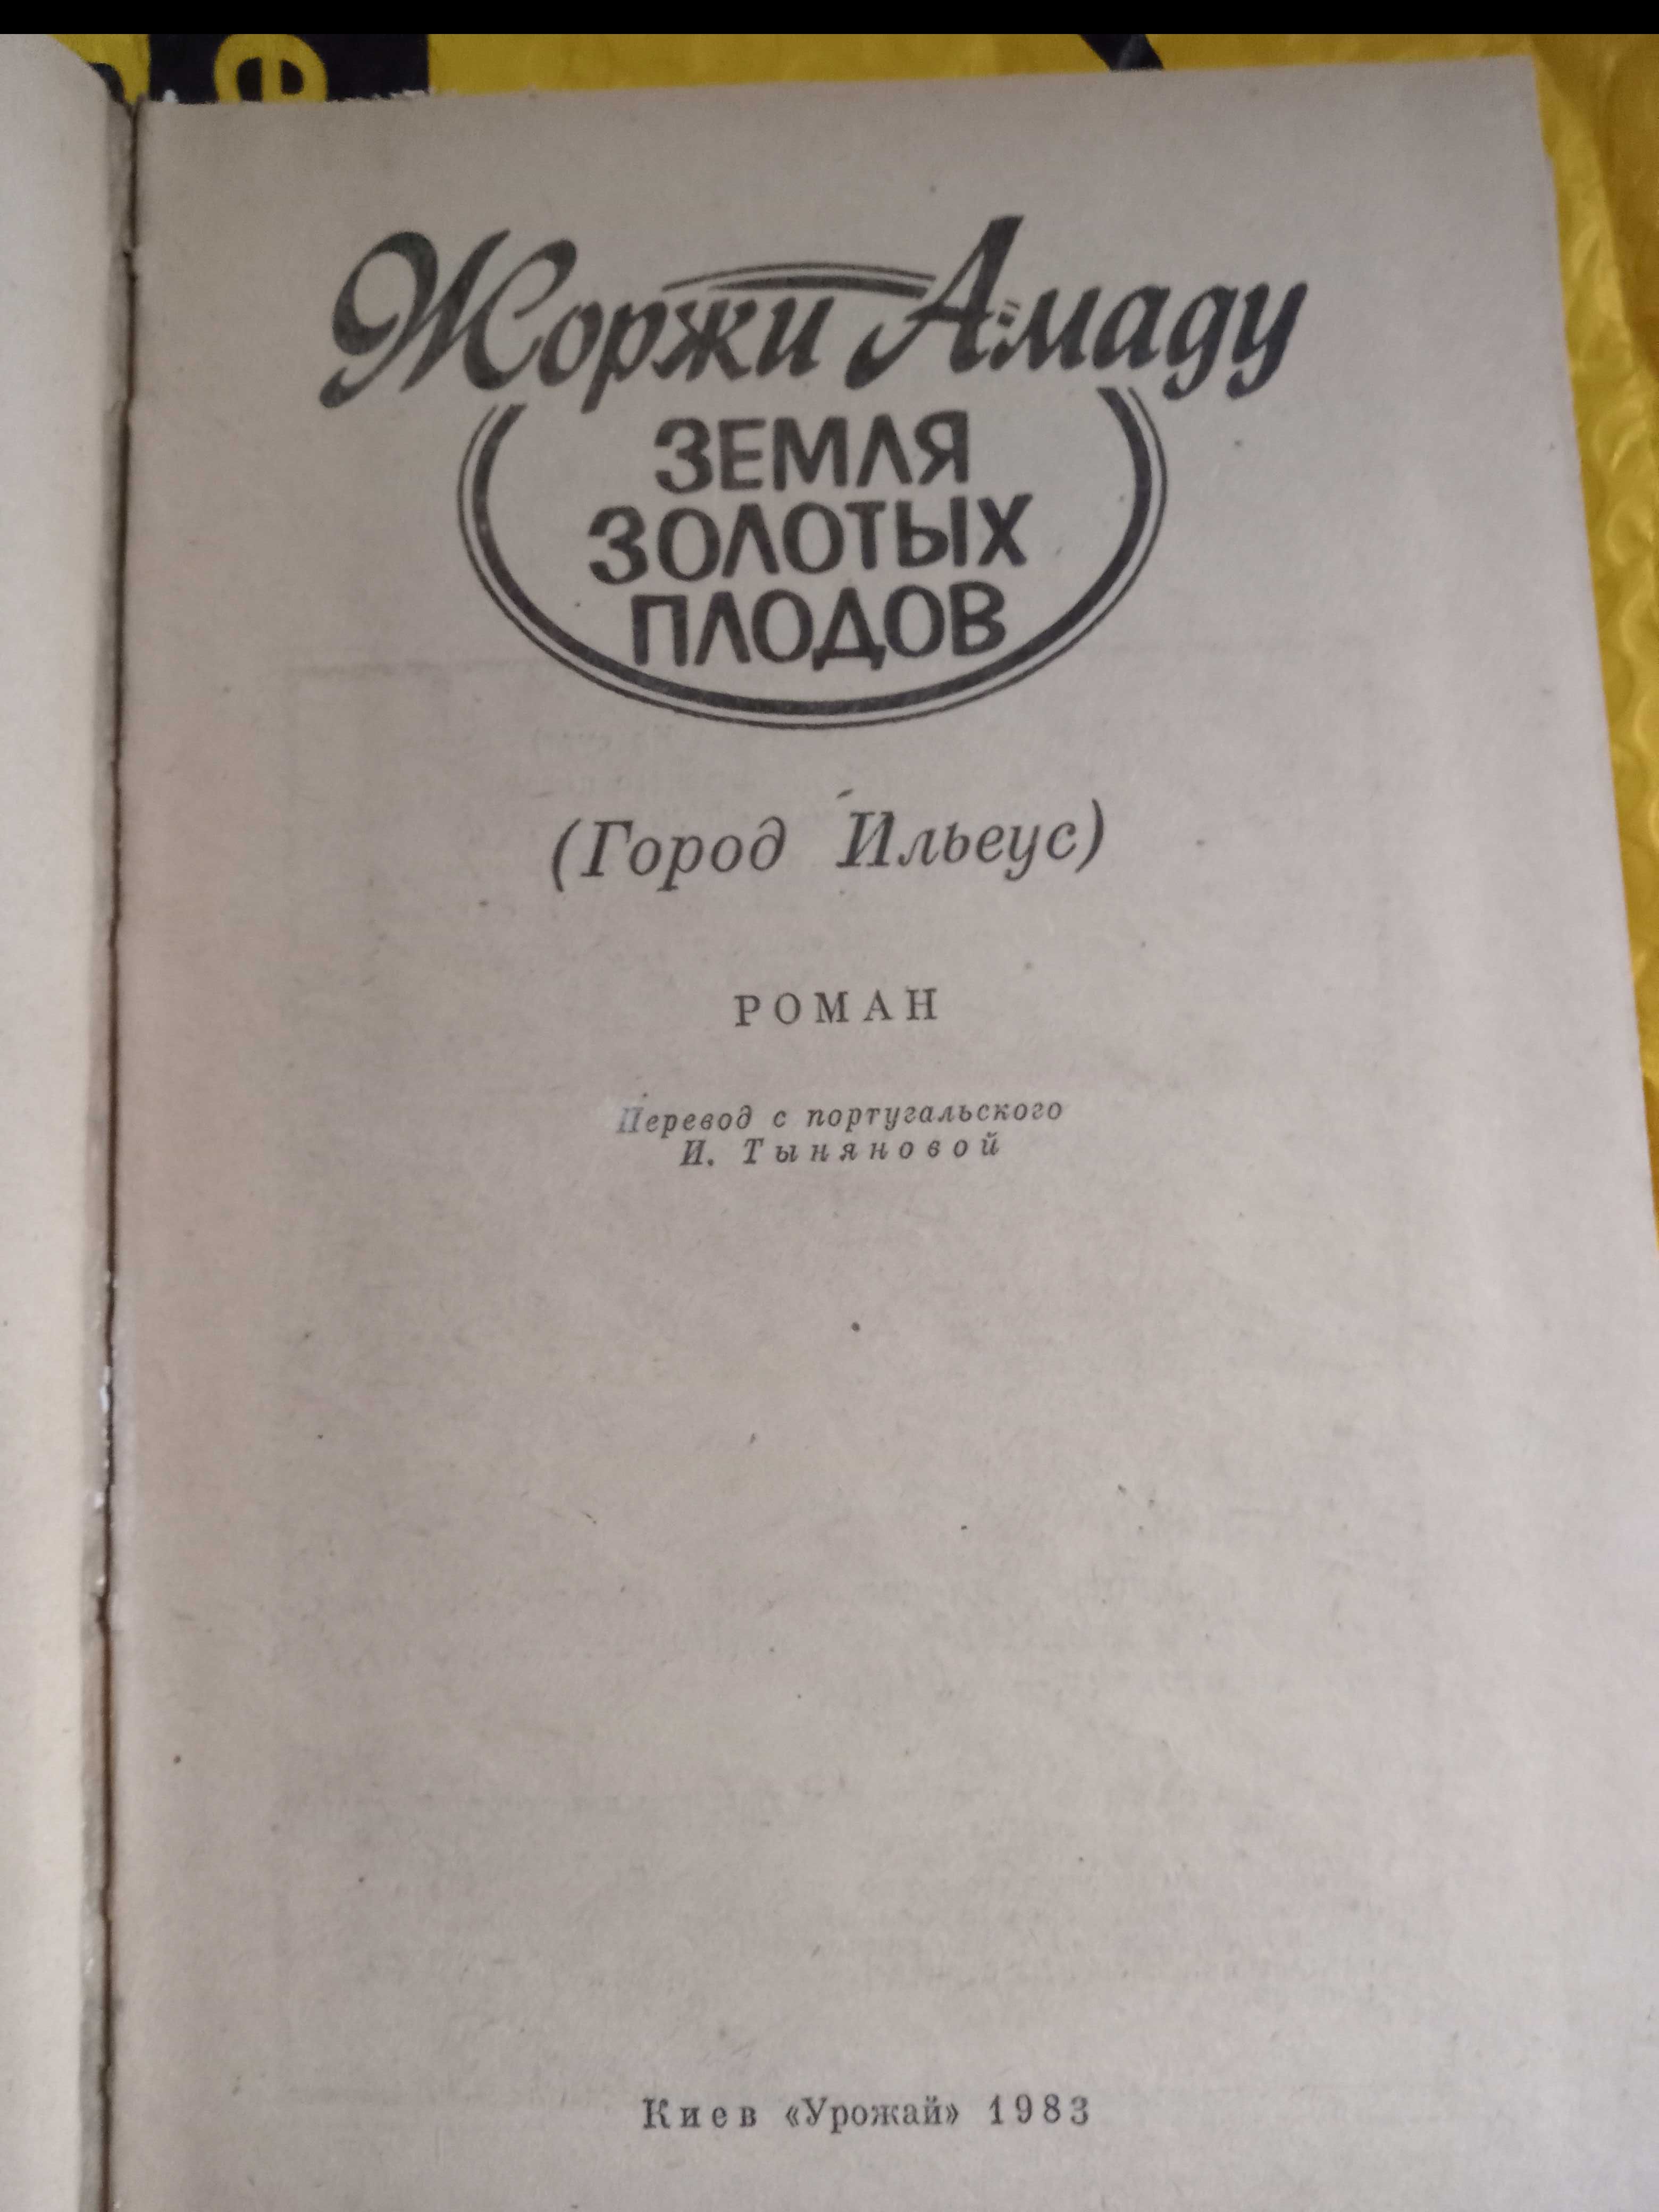 Жоржи Амаду
ЗЕМЛЯ
ЗОЛОТЫХ
ПЛОДОВ
(Город Ильеус)
РОМАН
Перевод с португальского
И. Тыняновой
Киев «Урожай» 1983